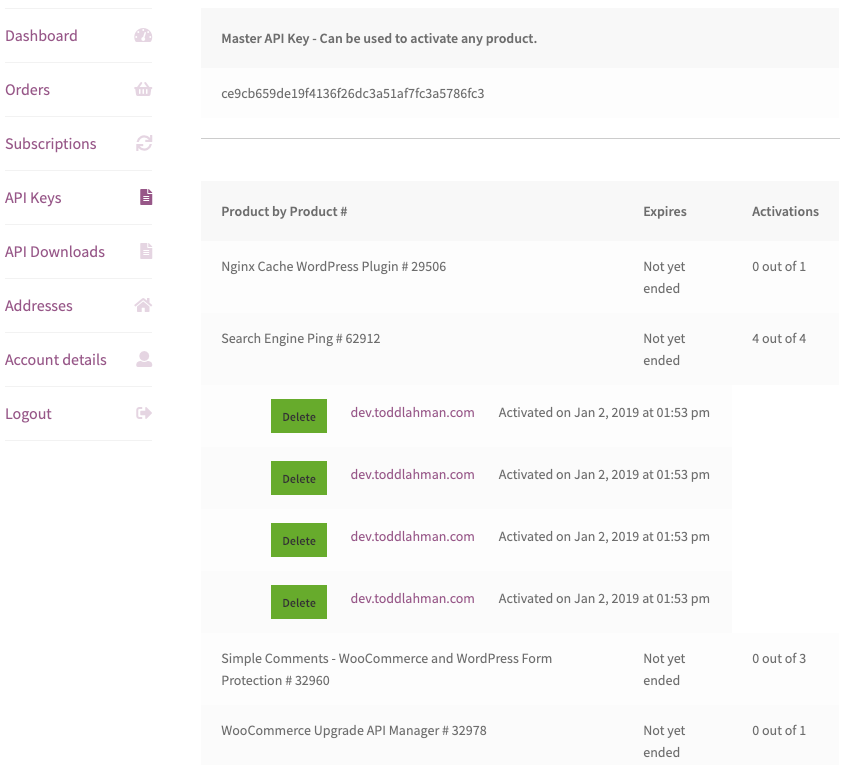 Dashboard
Orders
Subscriptions
API Keys
API Downloads
Addresses
Account details
Logout
Master API Key - Can be used to activate any product.
ce9cb659de19f4136f26dc3a51af7fc3a5786fc3
Product by Product # Expires Activations
Nginx Cache WordPress Plugin # 29506 Not yet 0 out of 1
ended
Search Engine Ping # 62912 Not yet 4 out of 4
ended
Delete dev.toddlahman.com Activated on Jan 2, 2019 at 01:53 pm
Delete dev.toddlahman.com Activated on Jan 2, 2019 at 01:53 pm
Delete dev.toddlahman.com Activated on Jan 2, 2019 at 01:53 pm
Delete dev.toddlahman.com Activated on Jan 2, 2019 at 01:53 pm
Simple Comments - WooCommerce and WordPress Form Not yet 0 out of 3
Protection # 32960 ended
WooCommerce Upgrade API Manager # 32978 Not yet 0 out of 1
ended